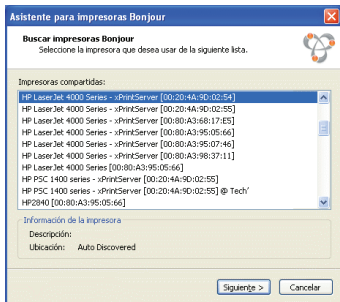 Asistente para impresoras Bonjour
Buscar impresoras Bonjour
Seleccione la impresora que desea usar de la siguiente lista.
Impresoras compartidas:
HP LaserJet 4000 Series - xPrintServer [00:20:4A:9D:02:54]
HP LaserJet 4000 Series - xPrintServer [00:20:4A:9D:02:55]
HP LaserJet 4000 Series - xPrintServer [00:80:A3:68:17:E5]
HP LaserJet 4000 Series - xPrintServer [00:80:A3:95:05:66]
HP LaserJet 4000 Series - xPrintServer [00:80:A3:95:07:46]
HP LaserJet 4000 Series - xPrintServer [00:80:A3:98:37:11]
HP LaserJet 4000 Series [00:80:A3:95:05:66]
HP PSC 1400 series - xPrintServer [00:20:4A:9D:02:55]
HP PSC 1400 series - xPrintServer [00:20:4A:9D:02:55] @ Tech'
HP2840 [00:80:A3:95:05:66]
Información de la impresora
Descripción:
Ubicación: Auto Discovered
Siguiente > Cancelar